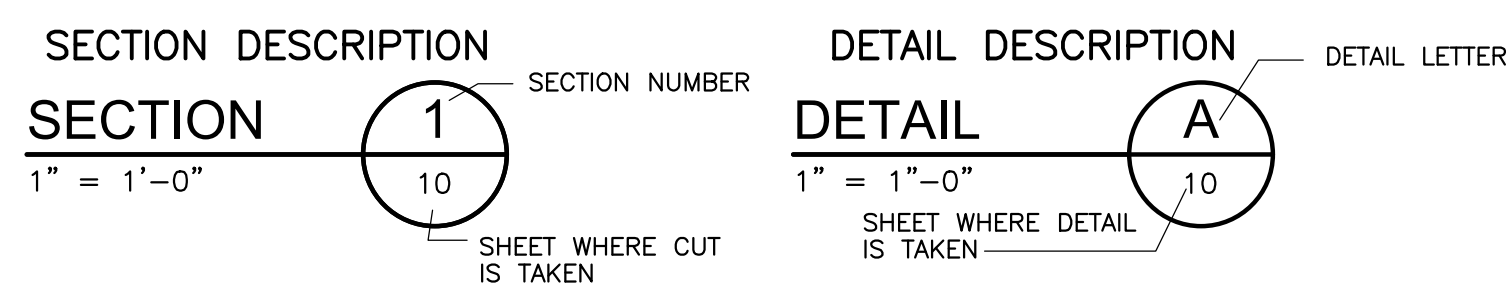 SECTION DESCRIPTION
SECTION
1
SECTION NUMBER
1” = 1’-0”
10
SHEET WHERE CUT
IS TAKEN
DETAIL DESCRIPTION
DETAIL
A
DETAIL LETTER
1” = 1”-0”
10
SHEET WHERE DETAIL
IS TAKEN